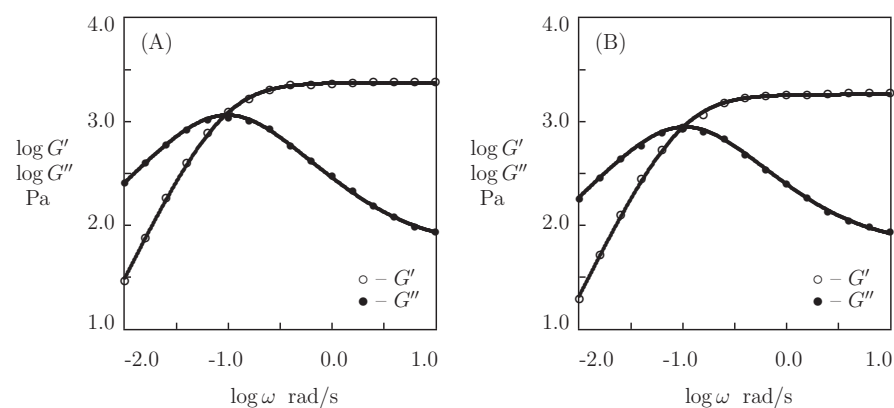 4.0
(A)
3.0
log G′
log G″
Pa
2.0
○ – G′
● – G″
1.0
-2.0 -1.0 0.0 1.0
log ω rad/s
4.0
(B)
3.0
log G′
log G″
Pa
2.0
○ – G′
● – G″
1.0
-2.0 -1.0 0.0 1.0
log ω rad/s